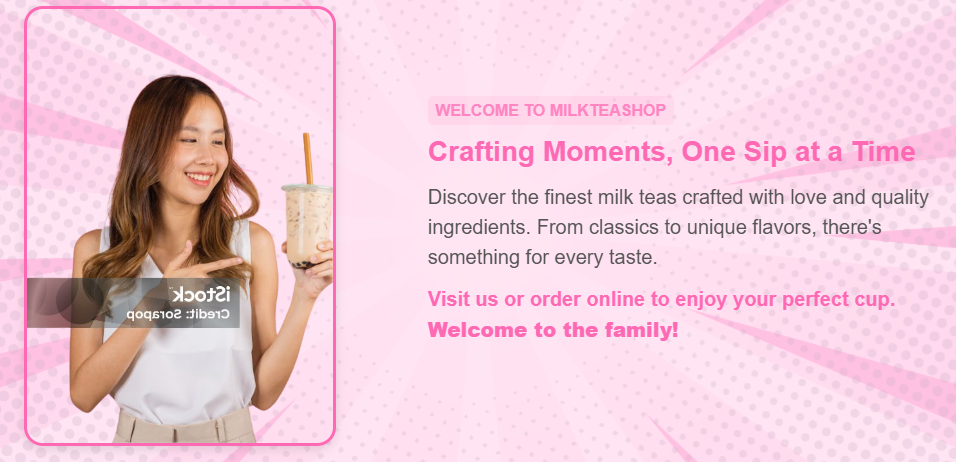 WELCOME TO MILKTEASHOP
Crafting Moments, One Sip at a Time
Discover the finest milk teas crafted with love and quality
ingredients. From classics to unique flavors, there's
something for every taste.
Visit us or order online to enjoy your perfect cup.
Welcome to the family!
iStock
Credit: Sorapop